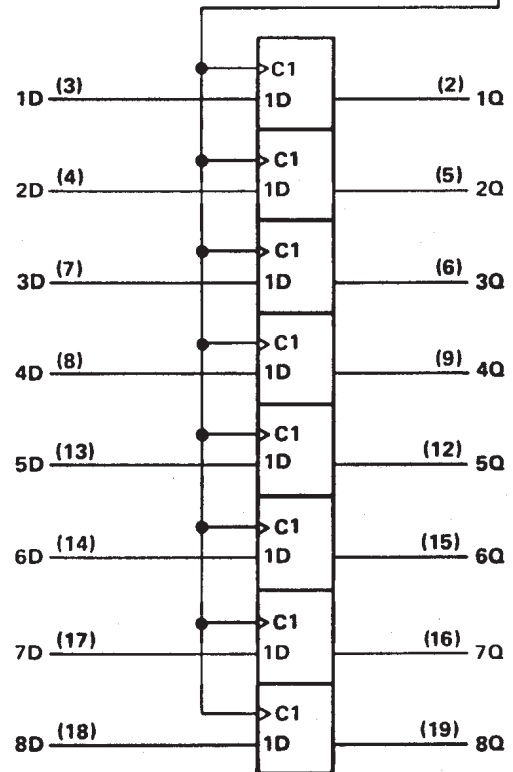 C1
1D (3) 1D (2) 1Q
C1
2D (4) 1D (5) 2Q
C1
3D (7) 1D (6) 3Q
C1
4D (8) 1D (9) 4Q
C1
5D (13) 1D (12) 5Q
C1
6D (14) 1D (15) 6Q
C1
7D (17) 1D (16) 7Q
C1
8D (18) 1D (19) 8Q